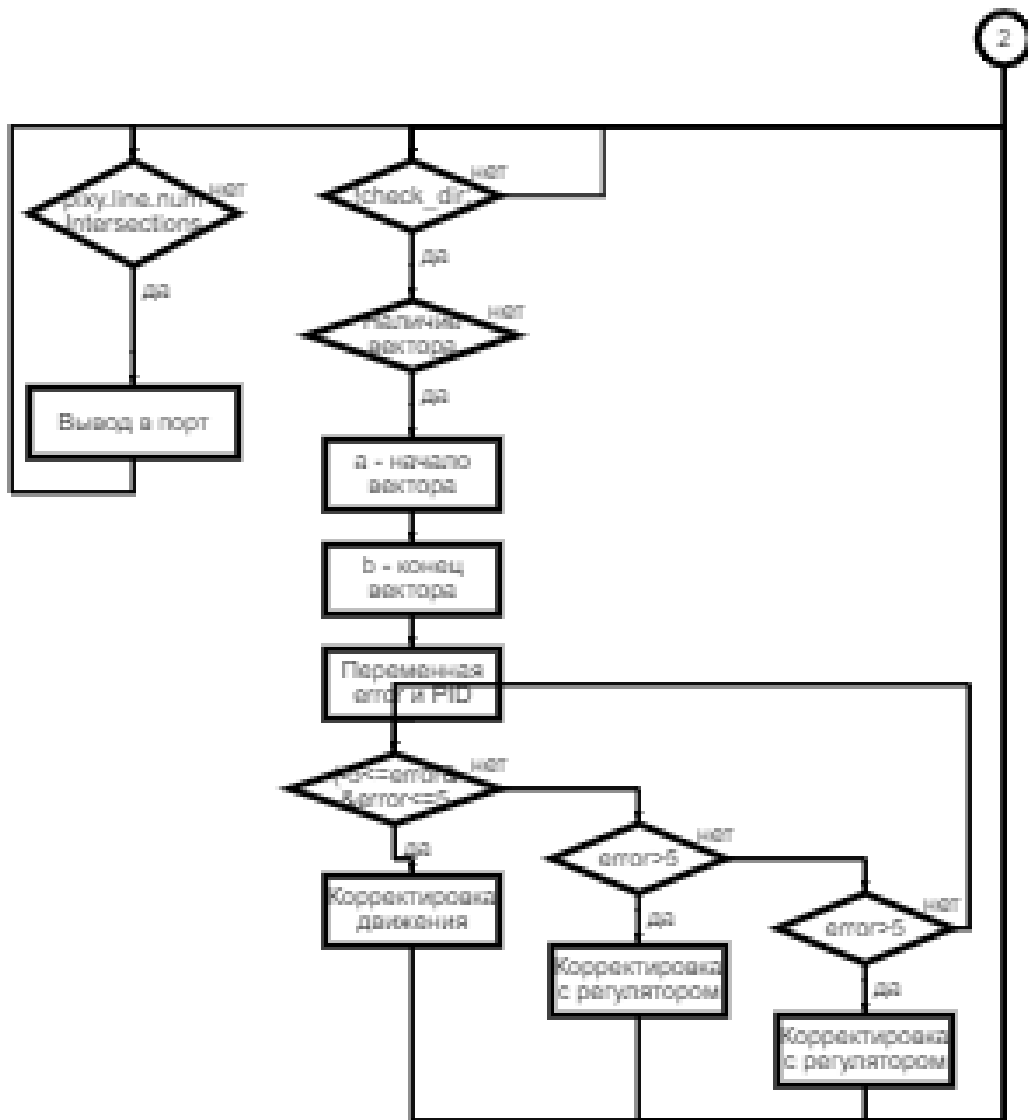 2
pixy.line.num
Intersections
нет
да
Вывод в порт
!check_dir
нет
да
Наличие
вектора
нет
да
a - начало
вектора
b - конец
вектора
Переменная
error и PID
&error<=5
нет
да
Корректировка
движения
error>5
нет
да
Корректировка
с регулятором
error>5
нет
да
Корректировка
с регулятором